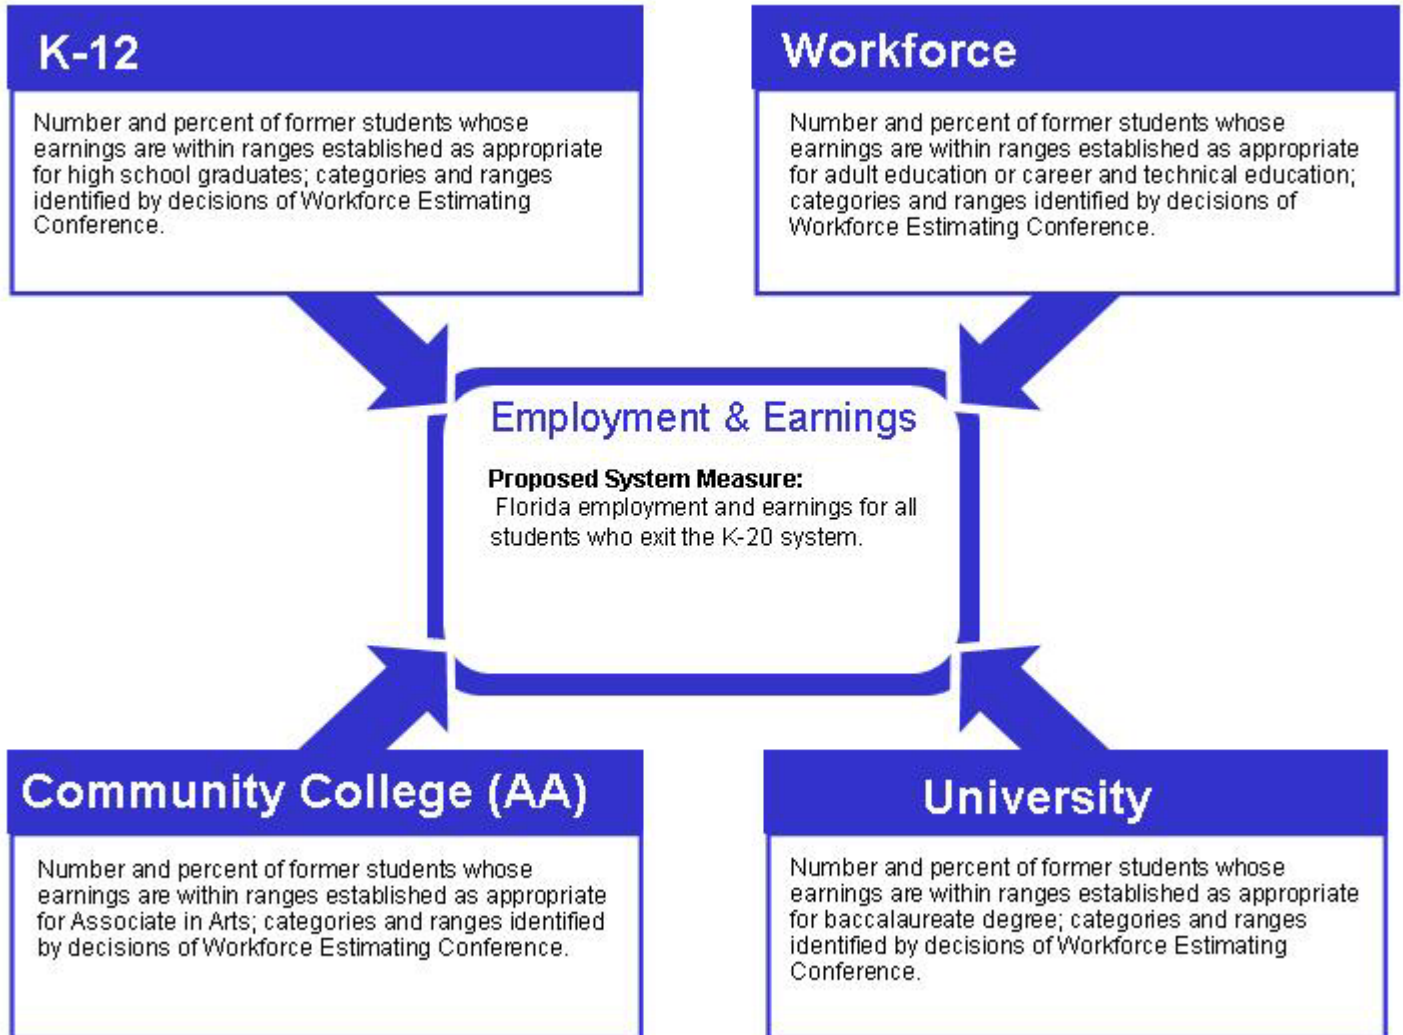 K-12
Number and percent of former students whose
earnings are within ranges established as appropriate
for high school graduates; categories and ranges
identified by decisions of Workforce Estimating
Conference.
Workforce
Number and percent of former students whose
earnings are within ranges established as appropriate
for adult education or career and technical education;
categories and ranges identified by decisions of
Workforce Estimating Conference.
Employment & Earnings
Proposed System Measure:
Florida employment and earnings for all
students who exit the K-20 system.
Community College (AA)
Number and percent of former students whose
earnings are within ranges established as appropriate
for Associate in Arts; categories and ranges identified
by decisions of Workforce Estimating Conference.
University
Number and percent of former students whose
earnings are within ranges established as appropriate
for baccalaureate degree; categories and ranges
identified by decisions of Workforce Estimating
Conference.